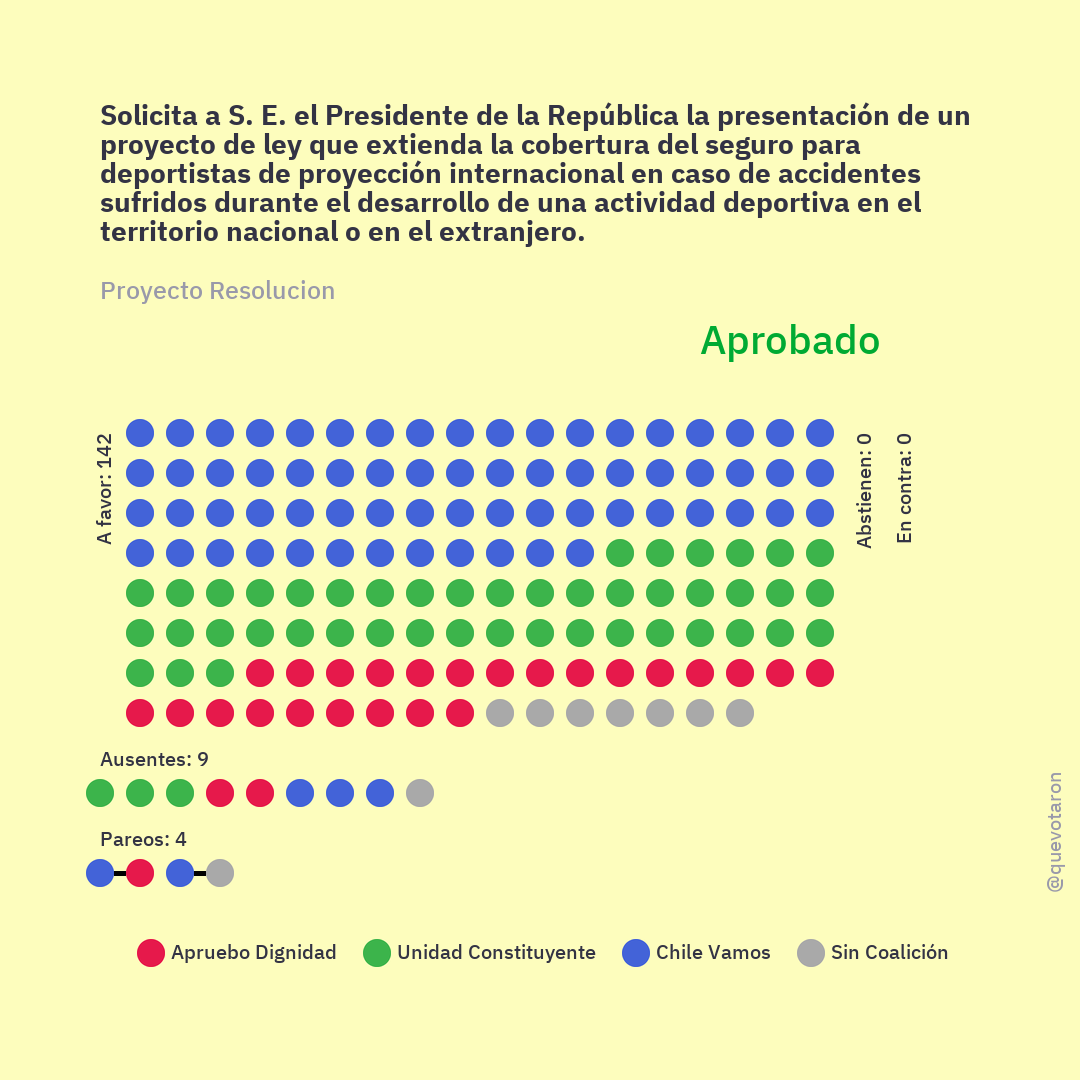 Solicita a S. E. el Presidente de la República la presentación de un
proyecto de ley que extienda la cobertura del seguro para
deportistas de proyección internacional en caso de accidentes
sufridos durante el desarrollo de una actividad deportiva en el
territorio nacional o en el extranjero.
Proyecto Resolucion
Aprobado
A favor: 142
Abstienen: 0
En contra: 0
Ausentes: 9
Pareos: 4
@quevotaron
Apruebo Dignidad
Unidad Constituyente
Chile Vamos
Sin Coalición